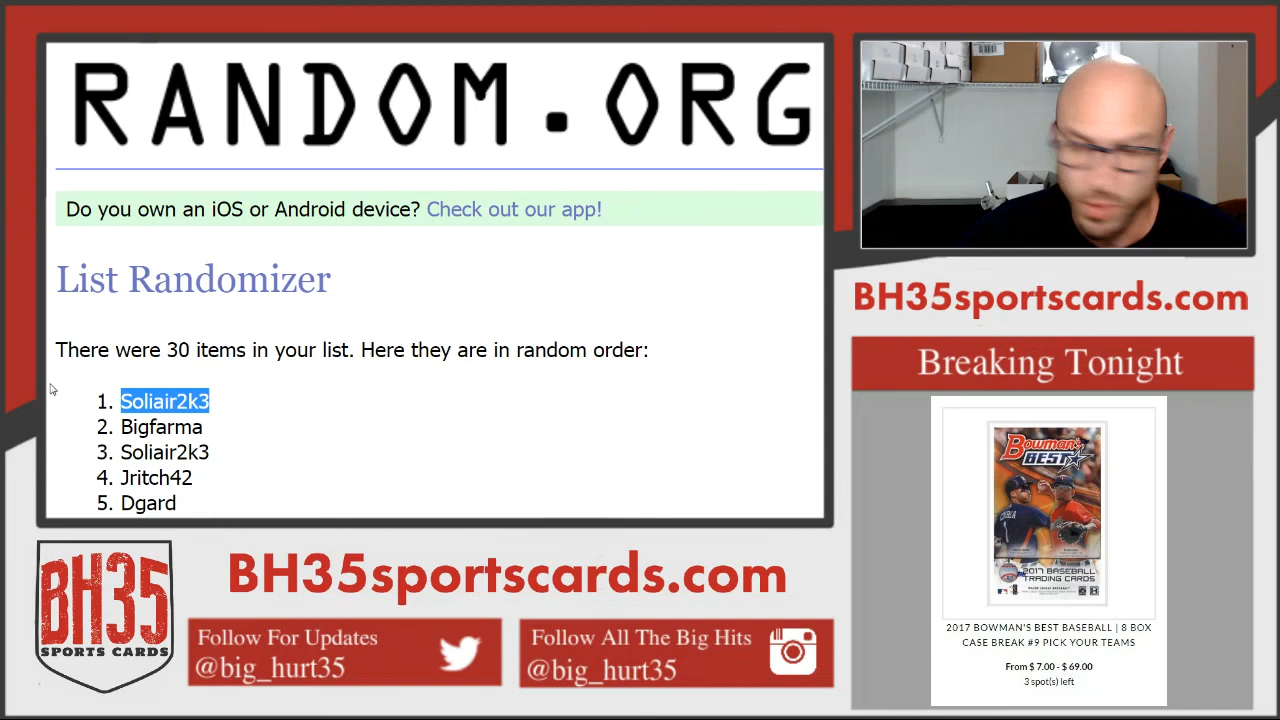 RANDOM.ORG
Do you own an iOS or Android device? Check out our app!
List Randomizer
There were 30 items in your list. Here they are in random order:
1. Soliair2k3
2. Bigfarma
3. Soliair2k3
4. Jritch42
5. Dgard
BH35sportscards.com
Breaking Tonight
Bowman's
BEST
2017 BASEBALL
TRADING CARDS
2017 BOWMAN'S BEST BASEBALL | 8 BOX
CASE BREAK #9 PICK YOUR TEAMS
From $ 7.00 - $ 69.00
3 spot(s) left
BH35
SPORTS CARDS
BH35sportscards.com
Follow For Updates
@big_hurt35
Follow All The Big Hits
@big_hurt35